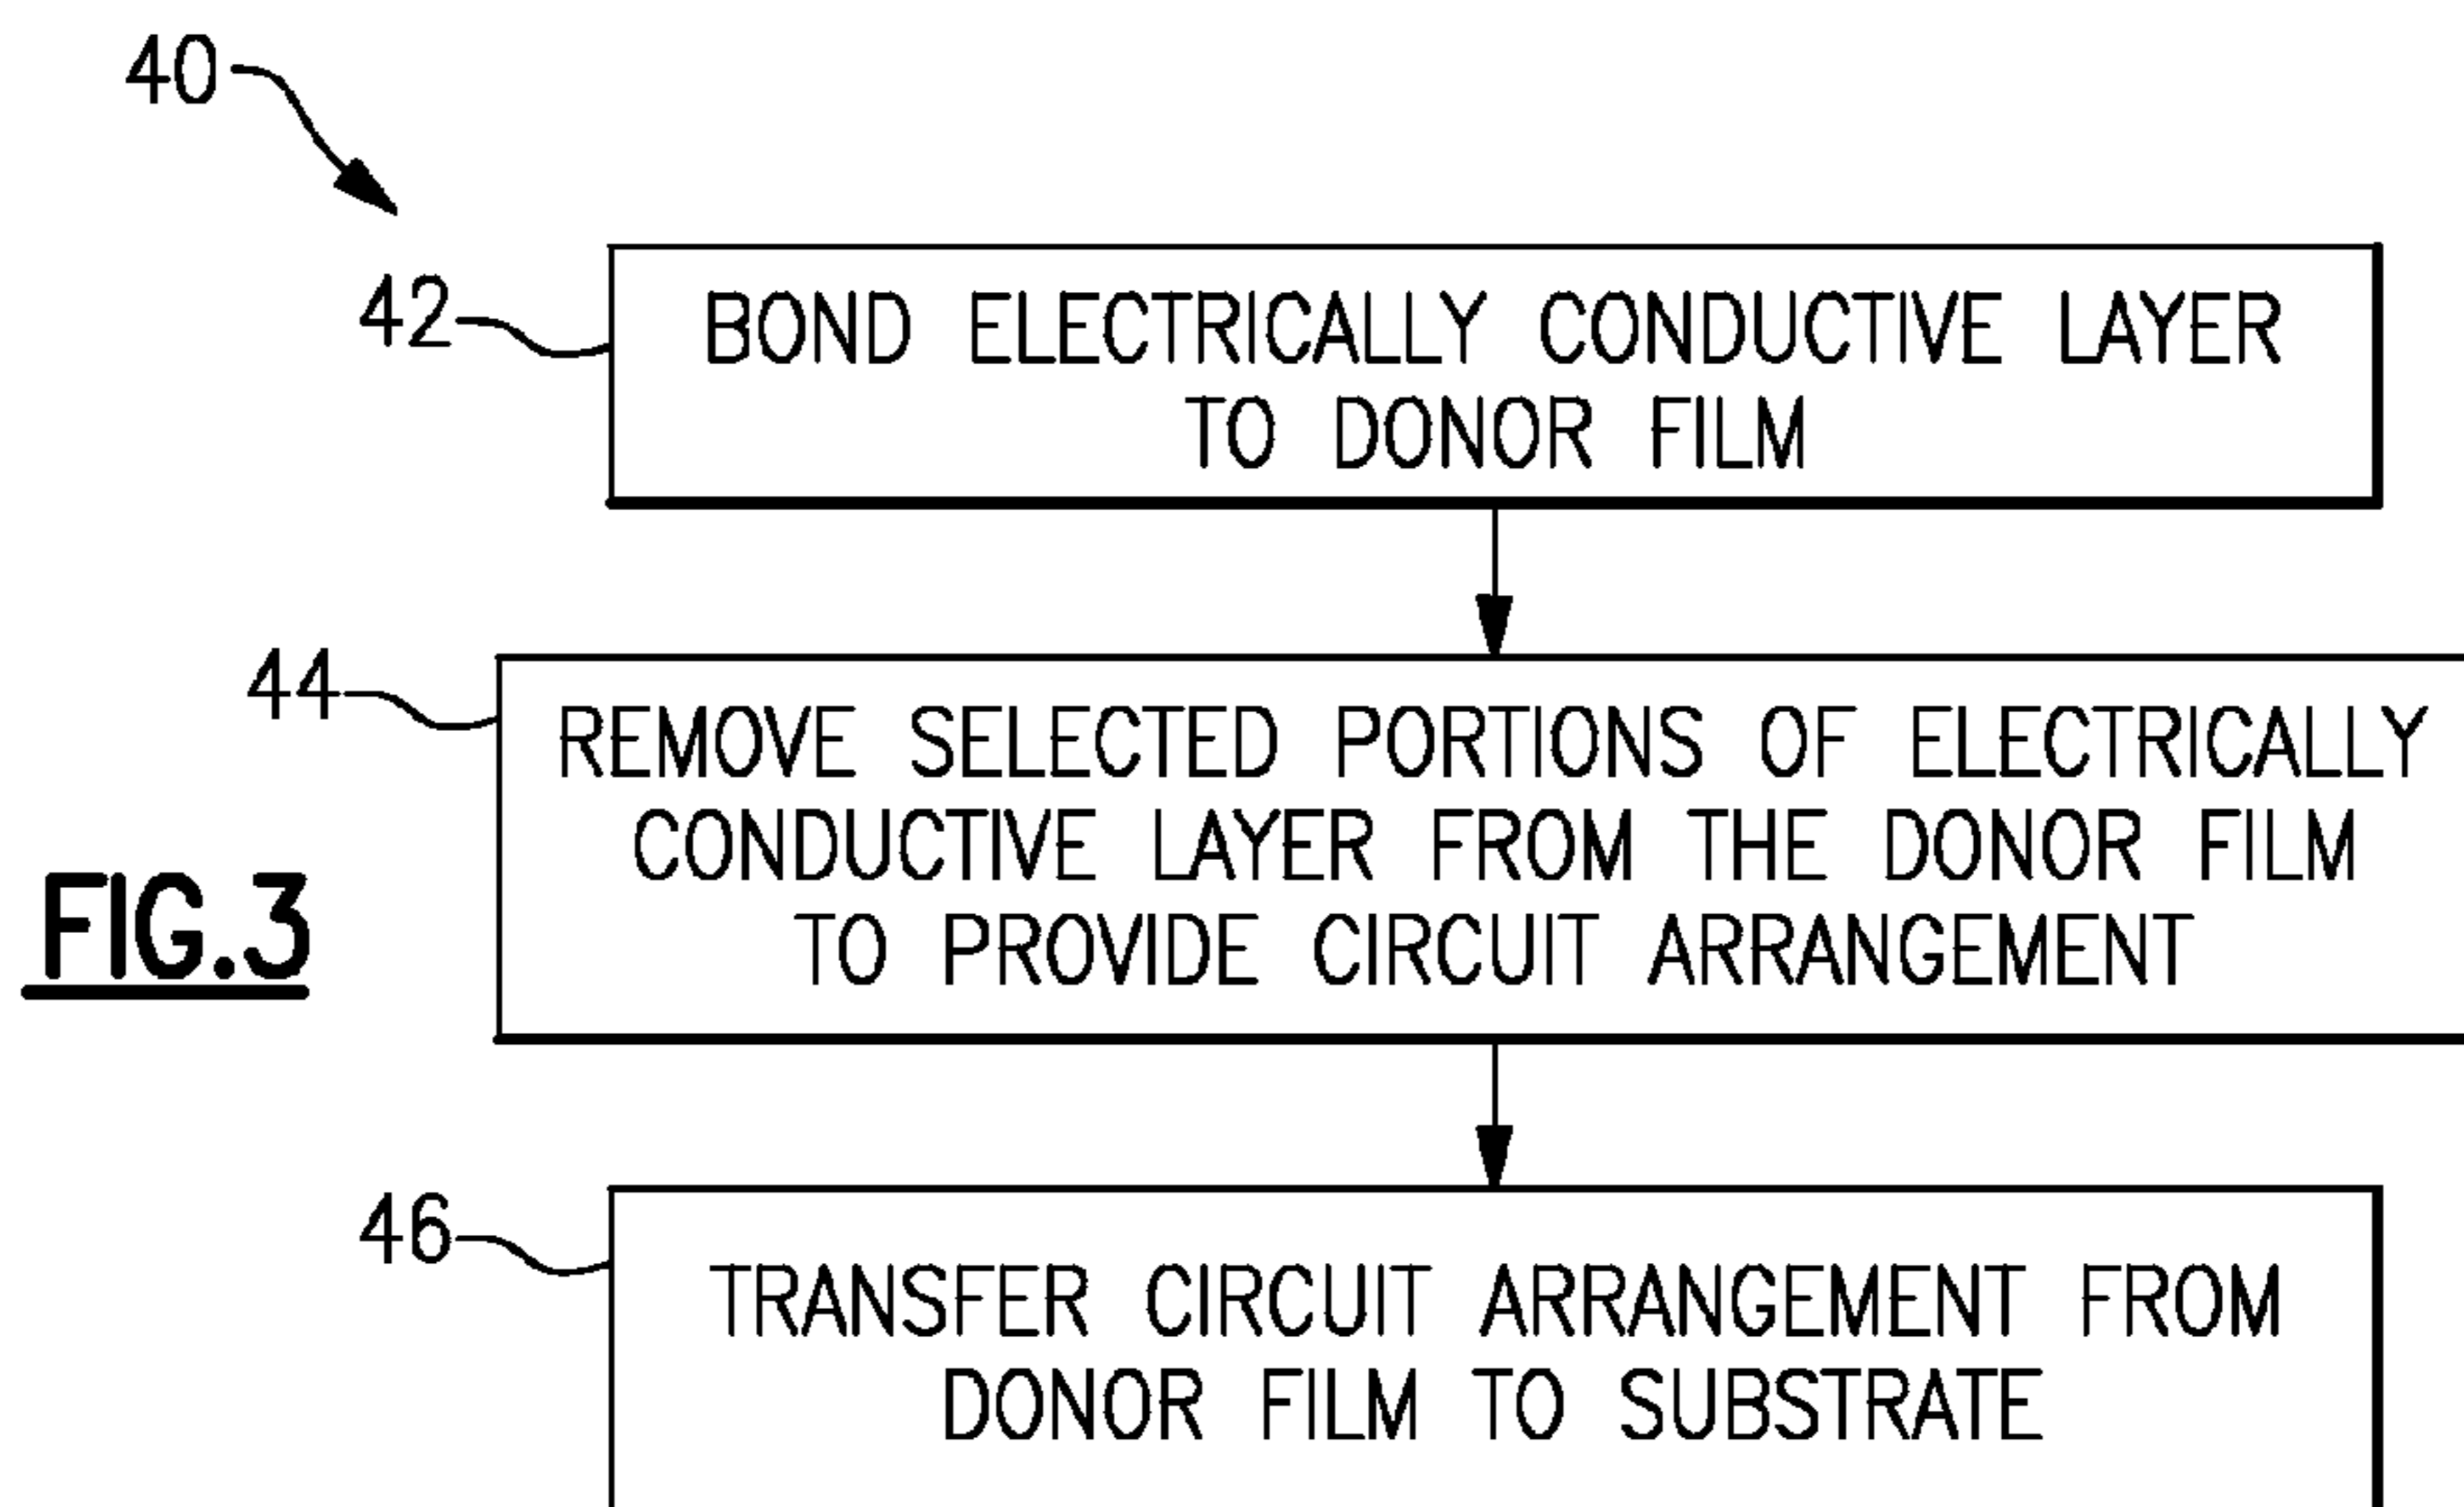 40
42
BOND ELECTRICALLY CONDUCTIVE LAYER
TO DONOR FILM
44
REMOVE SELECTED PORTIONS OF ELECTRICALLY
CONDUCTIVE LAYER FROM THE DONOR FILM
TO PROVIDE CIRCUIT ARRANGEMENT
FIG.3
46
TRANSFER CIRCUIT ARRANGEMENT FROM
DONOR FILM TO SUBSTRATE